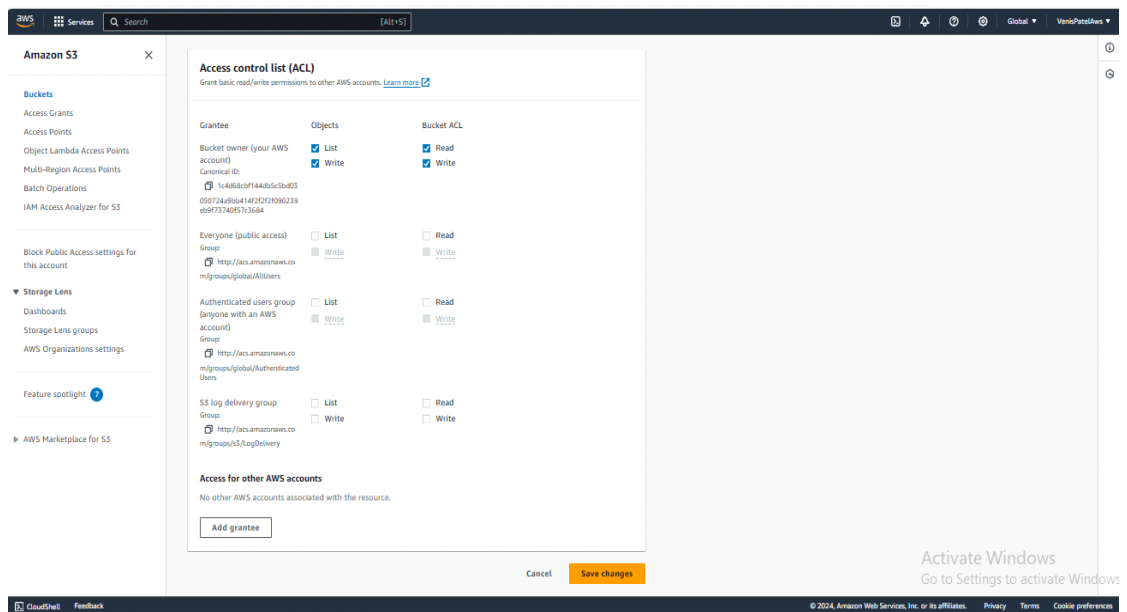 aws
Services
Search
[Alt+S]
Global
VenisPatelAws
Amazon S3
Buckets
Access Grants
Access Points
Object Lambda Access Points
Multi-Region Access Points
Batch Operations
IAM Access Analyzer for S3
Block Public Access settings for
this account
Storage Lens
Dashboards
Storage Lens groups
AWS Organizations settings
Feature spotlight 7
AWS Marketplace for S3
Access control list (ACL)
Grant basic read/write permissions to other AWS accounts. Learn more
Grantee Objects Bucket ACL
Bucket owner (your AWS
account)
Canonical ID:
1c4d68cbf144db5c5bd03
050724a9bb414f2f2f2f090239
eb9f73740f57c3684
List Read
Write Write
Everyone (public access)
Group:
http://acs.amazonaws.co
m/groups/global/AllUsers
List Read
Write Write
Authenticated users group
(anyone with an AWS
account)
Group:
http://acs.amazonaws.co
m/groups/global/Authenticated
Users
List Read
Write Write
S3 log delivery group
Group:
http://acs.amazonaws.co
m/groups/s3/LogDelivery
List Read
Write Write
Access for other AWS accounts
No other AWS accounts associated with the resource.
Add grantee
Cancel Save changes
Activate Windows
Go to Settings to activate Windows
CloudShell Feedback
© 2024, Amazon Web Services, Inc. or its affiliates. Privacy Terms Cookie preferences